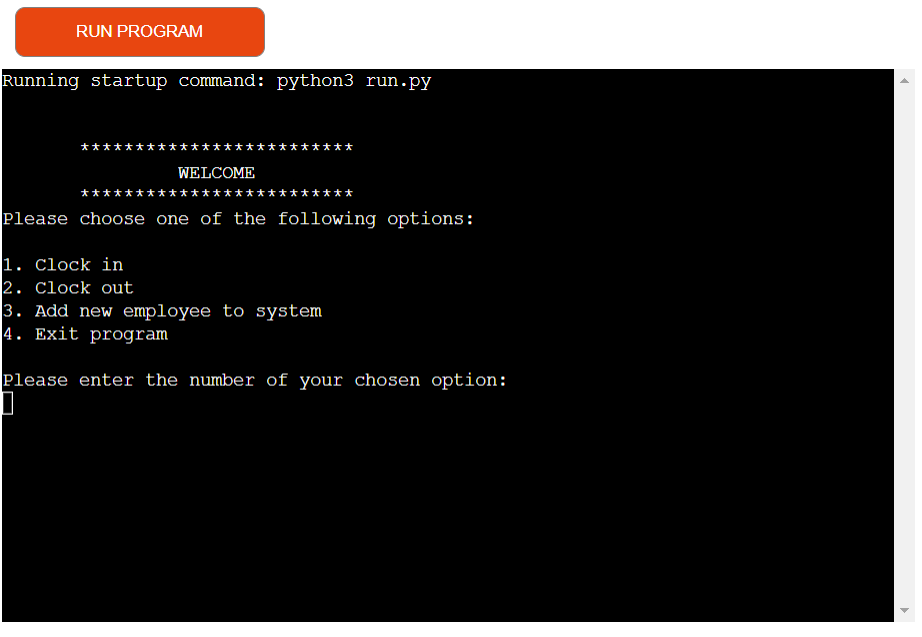 RUN PROGRAM
Running startup command: python3 run.py
*************************
WELCOME
*************************
Please choose one of the following options:
1. Clock in
2. Clock out
3. Add new employee to system
4. Exit program
Please enter the number of your chosen option: